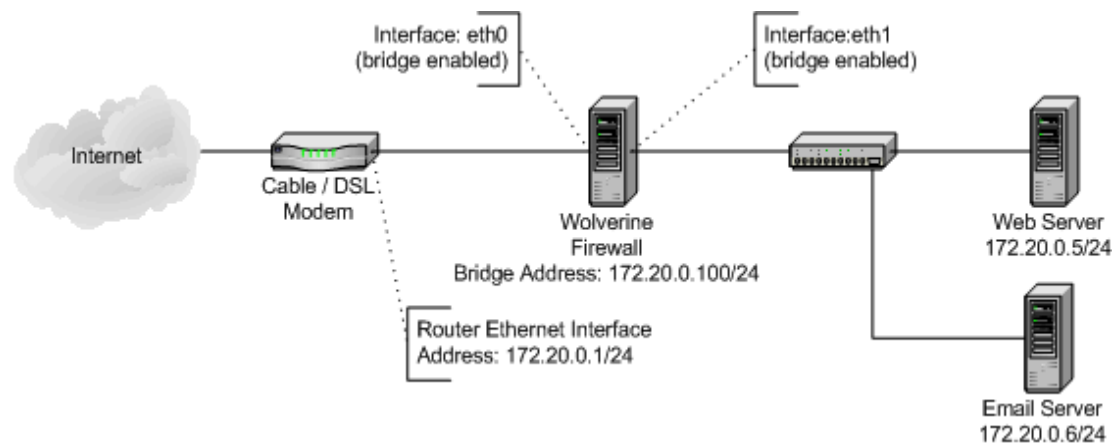 Interface: eth0
(bridge enabled)
Interface:eth1
(bridge enabled)
Internet
Cable / DSL
Modem
Wolverine
Firewall
Bridge Address: 172.20.0.100/24
Web Server
172.20.0.5/24
Router Ethernet Interface
Address: 172.20.0.1/24
Email Server
172.20.0.6/24